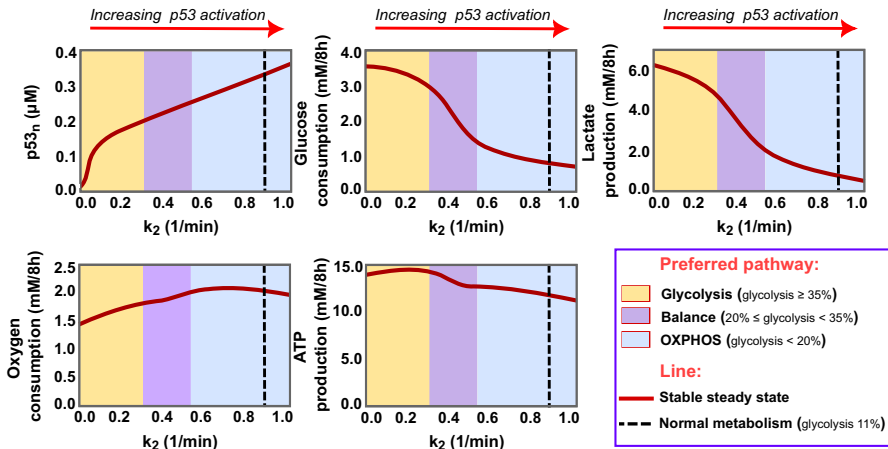 Increasing p53 activation
Increasing p53 activation
Increasing p53 activation
p53n (μM)
0.4
0.3
0.2
0.1
0.0
0.0 0.2 0.4 0.6 0.8 1.0
k2 (1/min)
Glucose
consumption (mM/8h)
4.0
3.0
2.0
1.0
0.0
0.0 0.2 0.4 0.6 0.8 1.0
k2 (1/min)
Lactate
production (mM/8h)
6.0
4.0
2.0
0.0
0.0 0.2 0.4 0.6 0.8 1.0
k2 (1/min)
Oxygen
consumption (mM/8h)
2.5
2.0
1.5
1.0
0.5
0.0
0.0 0.2 0.4 0.6 0.8 1.0
k2 (1/min)
ATP
production (mM/8h)
15.0
10.0
5.0
0.0
0.0 0.2 0.4 0.6 0.8 1.0
k2 (1/min)
Preferred pathway:
Glycolysis (glycolysis ≥ 35%)
Balance (20% ≤ glycolysis < 35%)
OXPHOS (glycolysis < 20%)
Line:
Stable steady state
Normal metabolism (glycolysis 11%)